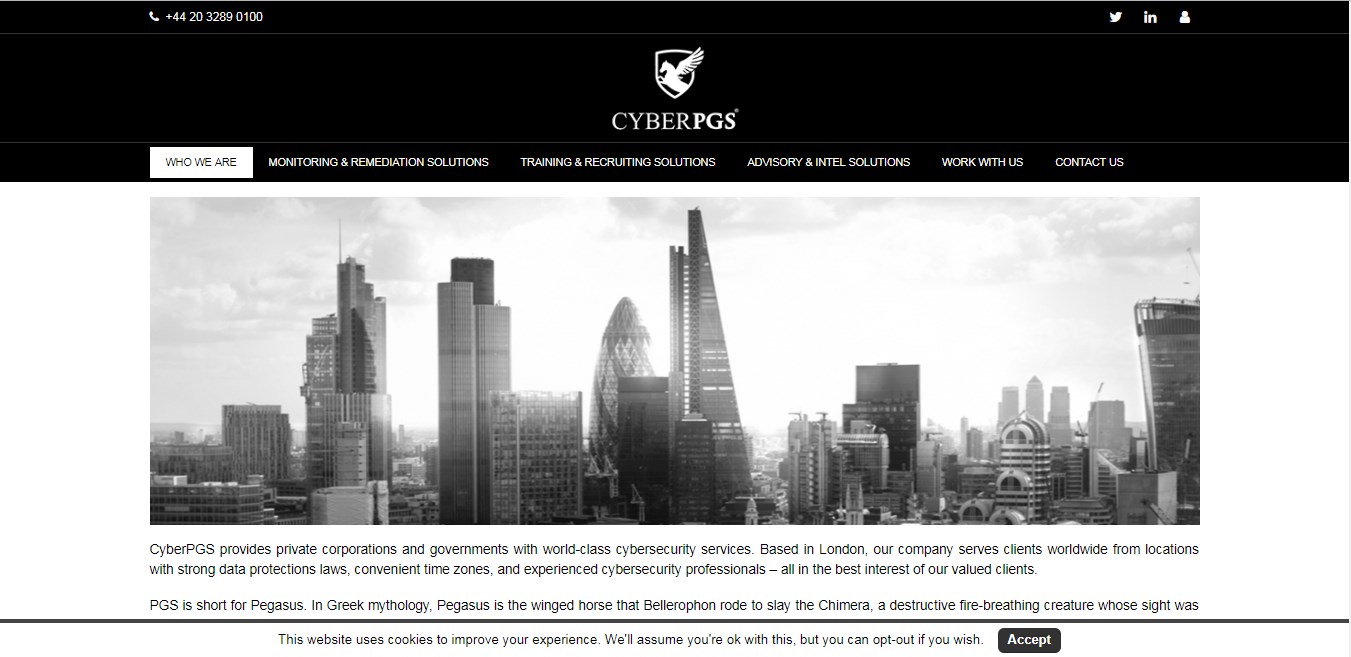 +44 20 3289 0100
CYBERPGS®
WHO WE ARE
MONITORING & REMEDIATION SOLUTIONS
TRAINING & RECRUITING SOLUTIONS
ADVISORY & INTEL SOLUTIONS
WORK WITH US
CONTACT US
CyberPGS provides private corporations and governments with world-class cybersecurity services. Based in London, our company serves clients worldwide from locations
with strong data protections laws, convenient time zones, and experienced cybersecurity professionals – all in the best interest of our valued clients.
PGS is short for Pegasus. In Greek mythology, Pegasus is the winged horse that Bellerophon rode to slay the Chimera, a destructive fire-breathing creature whose sight was
This website uses cookies to improve your experience. We'll assume you're ok with this, but you can opt-out if you wish.
Accept